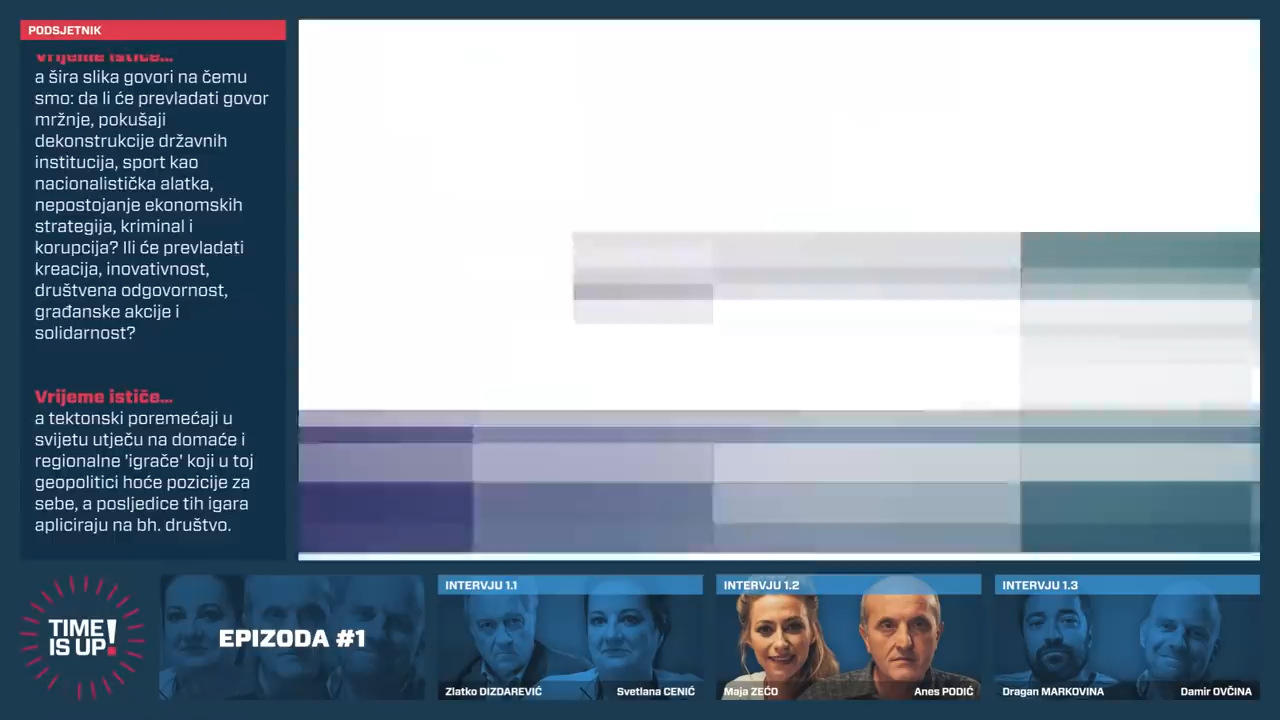 PODSJETNIK
Vrijeme ističe...
a šira slika govori na čemu
smo: da li će prevladati govor
mržnje, pokušaji
dekonstrukcije državnih
institucija, sport kao
nacionalistička alatka,
nepostojanje ekonomskih
strategija, kriminal i
korupcija? Ili će prevladati
kreacija, inovativnost,
društvena odgovornost,
građanske akcije i
solidarnost?
Vrijeme ističe...
a tektonski poremećaji u
svijetu utječu na domaće i
regionalne 'igrače' koji u toj
geopolitici hoće pozicije za
sebe, a posljedice tih igara
apliciraju na bh. društvo.
TIME
IS UP!
EPIZODA #1
INTERVJU 1.1
Zlatko DIZDAREVIĆ
Svetlana CENIĆ
INTERVJU 1.2
Maja ZEĆO
Anes PODIĆ
INTERVJU 1.3
Dragan MARKOVINA
Damir OVČINA